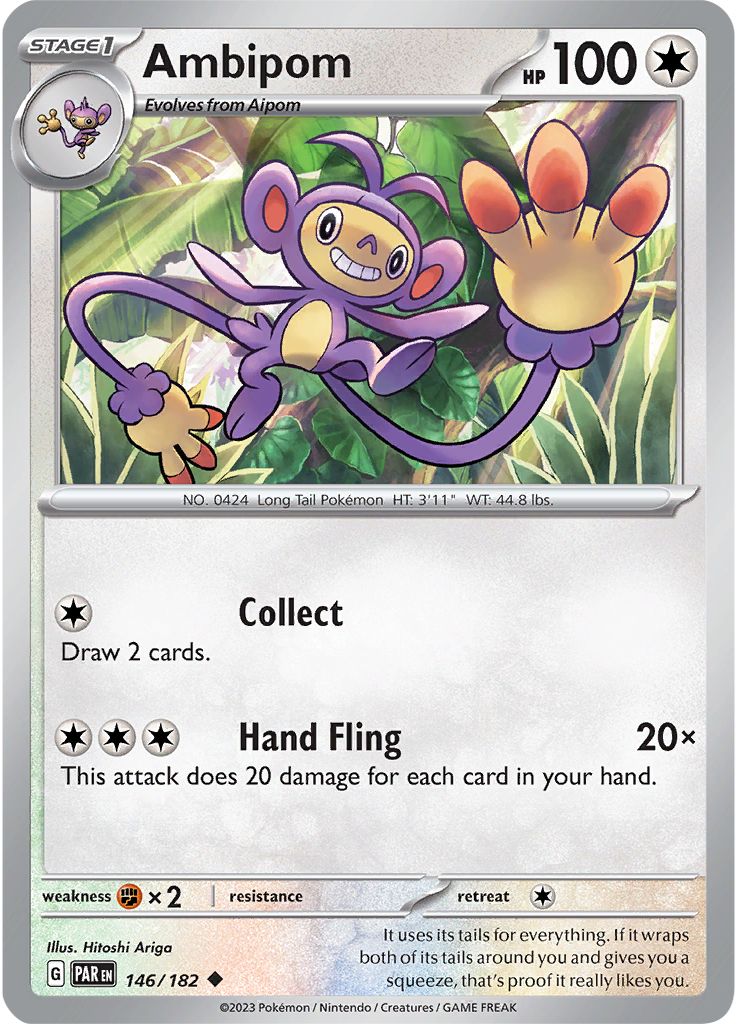 STAGE1
Ambipom
HP 100
Evolves from Aipom
NO. 0424 Long Tail Pokémon HT: 3'11" WT: 44.8 lbs.
Collect
Draw 2 cards.
Hand Fling 20×
This attack does 20 damage for each card in your hand.
weakness ×2 resistance retreat
Illus. Hitoshi Ariga
It uses its tails for everything. If it wraps
both of its tails around you and gives you a
squeeze, that's proof it really likes you.
G PAR EN 146/182
©2023 Pokémon / Nintendo / Creatures / GAME FREAK